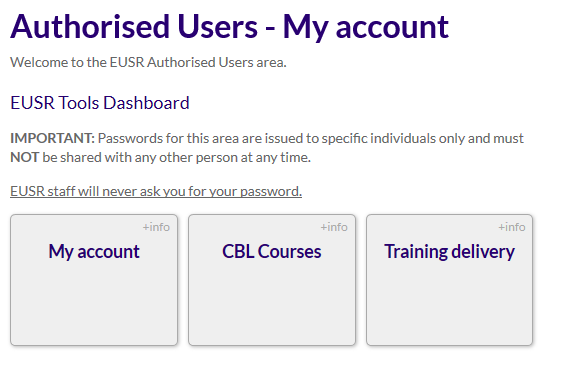 Authorised Users - My account
Welcome to the EUSR Authorised Users area.
EUSR Tools Dashboard
IMPORTANT: Passwords for this area are issued to specific individuals only and must
NOT be shared with any other person at any time.
EUSR staff will never ask you for your password.
+info
My account
+info
CBL Courses
+info
Training delivery